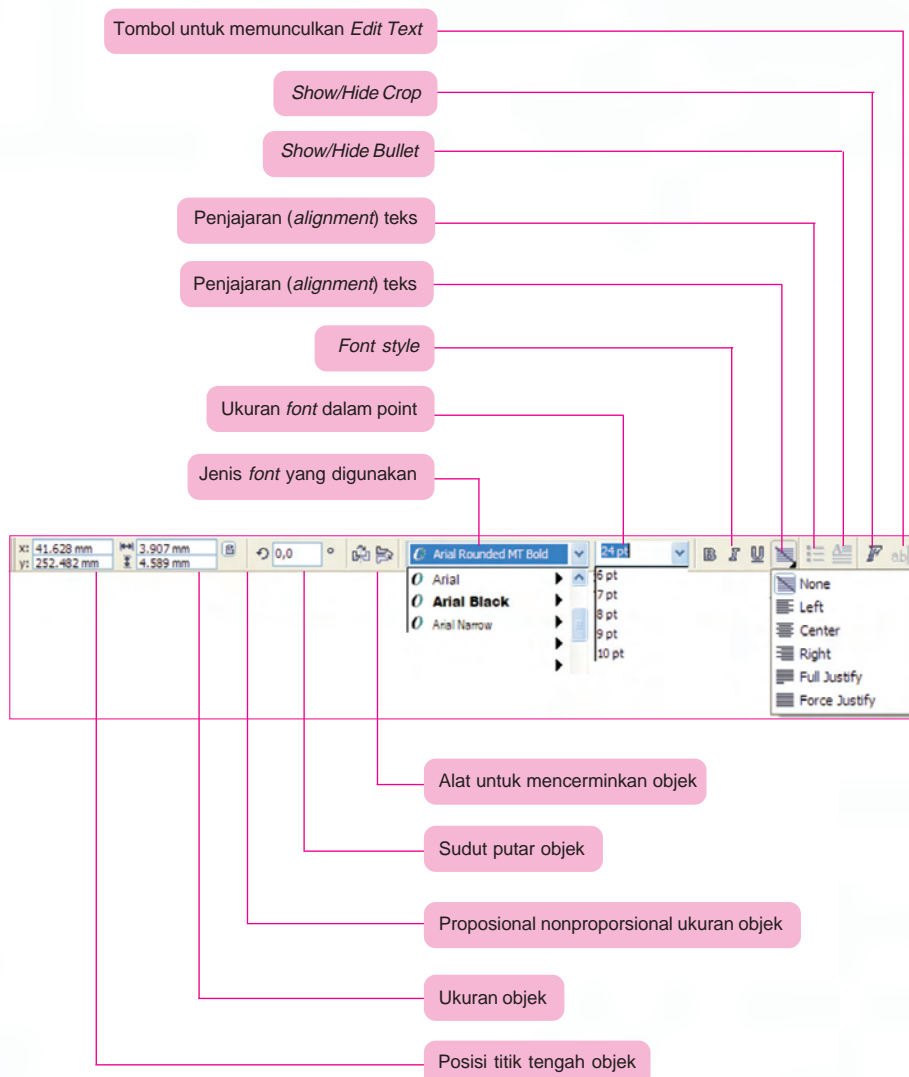 Tombol untuk memunculkan Edit Text
Show/Hide Crop
Show/Hide Bullet
Penjajaran (alignment) teks
Penjajaran (alignment) teks
Font style
Ukuran font dalam point
Jenis font yang digunakan
x: 41.628 mm 3.907 mm 0,0 ° Arial Rounded MT Bold 24 pt B I U F ab
y: 252.482 mm 4.589 mm
Arial
Arial Black
Arial Narrow
6 pt
7 pt
8 pt
9 pt
10 pt
None
Left
Center
Right
Full Justify
Force Justify
Alat untuk mencerminkan objek
Sudut putar objek
Proposional nonproporsional ukuran objek
Ukuran objek
Posisi titik tengah objek